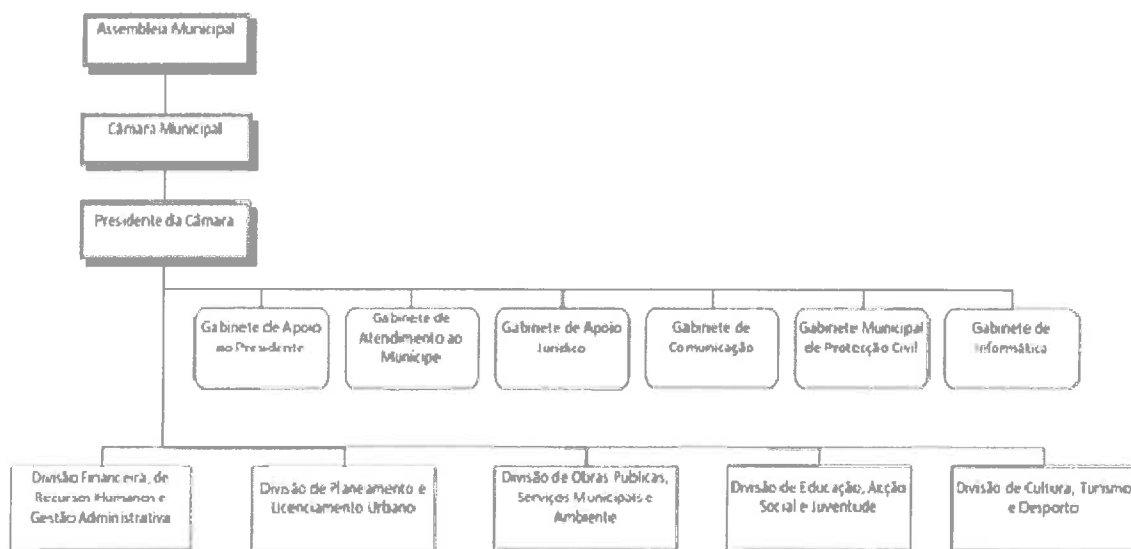 Assembleia Municipal
Câmara Municipal
Presidente da Câmara
Gabinete de Apoio
ao Presidente
Gabinete de
Atendimento ao
Munícipe
Gabinete de Apoio
Jurídico
Gabinete de
Comunicação
Gabinete Municipal
de Protecção Civil
Gabinete de
Informática
Divisão Financeira, de
Recursos Humanos e
Gestão Administrativa
Divisão de Planeamento e
Licenciamento Urbano
Divisão de Obras Publicas,
Serviços Municipais e
Ambiente
Divisão de Educação, Acção
Social e Juventude
Divisão de Cultura, Turismo
e Desporto